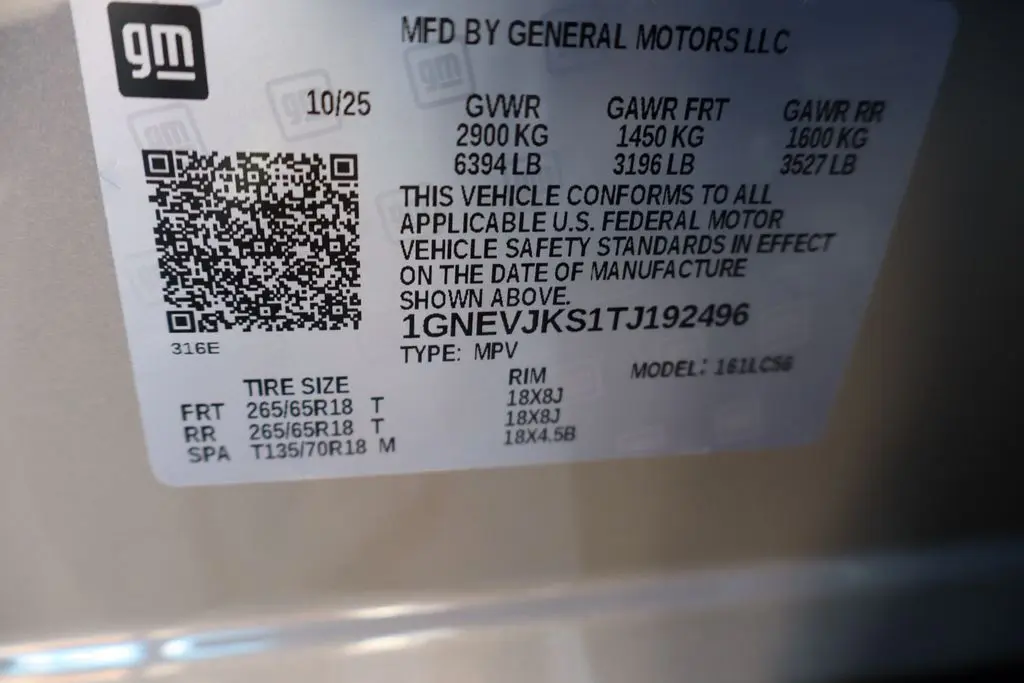 gm
MFD BY GENERAL MOTORS LLC
10/25
GVWR GAWR FRT GAWR RR
2900 KG 1450 KG 1600 KG
6394 LB 3196 LB 3527 LB
THIS VEHICLE CONFORMS TO ALL
APPLICABLE U.S. FEDERAL MOTOR
VEHICLE SAFETY STANDARDS IN EFFECT
ON THE DATE OF MANUFACTURE
SHOWN ABOVE.
1GNEVJKS1TJ192496
316E
TYPE: MPV
MODEL: 161LC56
TIRE SIZE RIM
FRT 265/65R18 T 18X8J
RR 265/65R18 T 18X8J
SPA T135/70R18 M 18X4.5B